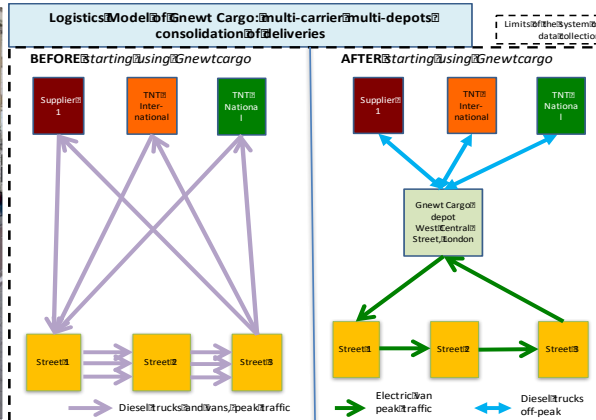 Logistics Model of Gnewt Cargo: multi-carrier multi-depots
consolidation of deliveries
Limits of the system
data collection
BEFORE starting using Gnewtcargo
AFTER starting using Gnewtcargo
Supplier
1
TNT
Inter-
national
TNT
Nationa
l
Supplier
1
TNT
Inter-
national
TNT
Nationa
l
Gnewt Cargo
depot
West Central
Street, London
Street 1
Street 2
Street 3
Street 1
Street 2
Street 3
Diesel trucks and vans, peak traffic
Electric van
peak traffic
Diesel trucks
off-peak